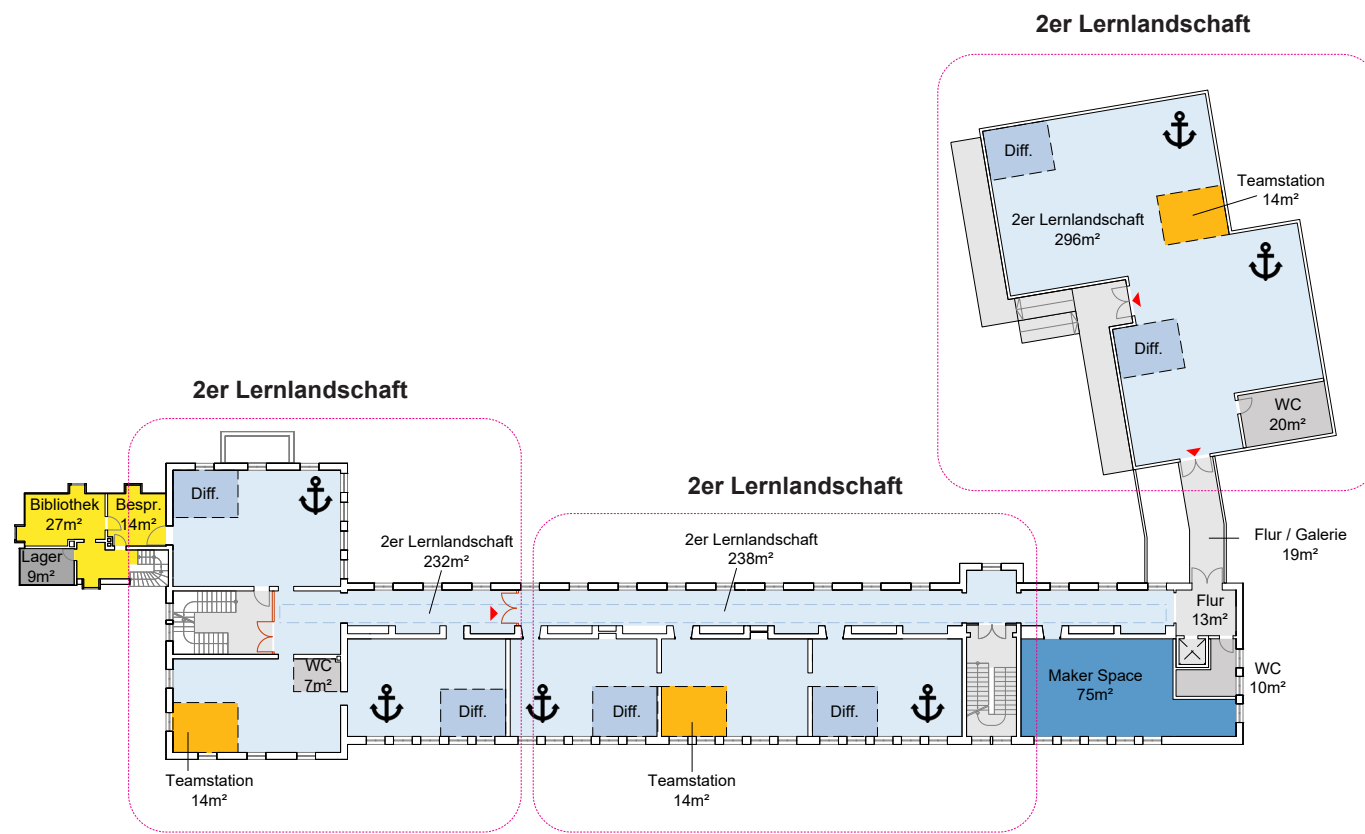 2er Lernlandschaft
Diff.
Teamstation
14m²
2er Lernlandschaft
296m²
Diff.
WC
20m²
2er Lernlandschaft
2er Lernlandschaft
Diff.
Bibliothek
27m²
Bespr.
14m²
Lager
9m²
2er Lernlandschaft
232m²
2er Lernlandschaft
238m²
Flur / Galerie
19m²
Flur
13m²
WC
7m²
Diff.
Diff.
Diff.
Maker Space
75m²
WC
10m²
Teamstation
14m²
Teamstation
14m²